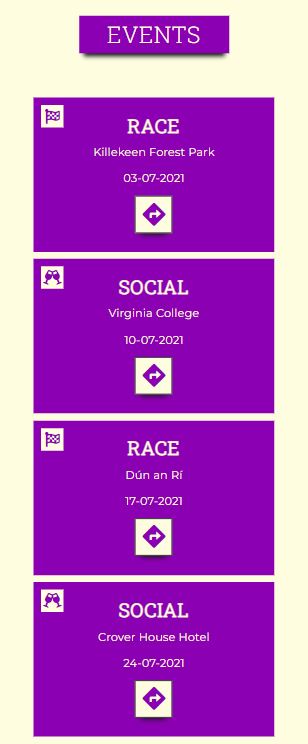 EVENTS
RACE
Killekeen Forest Park
03-07-2021
SOCIAL
Virginia College
10-07-2021
RACE
Dún an Rí
17-07-2021
SOCIAL
Crover House Hotel
24-07-2021